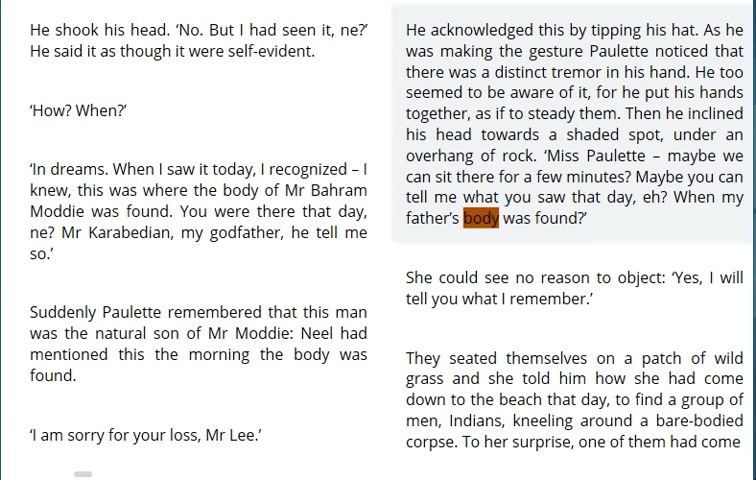 He shook his head. ‘No. But I had seen it, ne?’
He said it as though it were self-evident.
‘How? When?’
‘In dreams. When I saw it today, I recognized – I
knew, this was where the body of Mr Bahram
Moddie was found. You were there that day,
ne? Mr Karabedian, my godfather, he tell me
so.’
Suddenly Paulette remembered that this man
was the natural son of Mr Moddie: Neel had
mentioned this the morning the body was
found.
‘I am sorry for your loss, Mr Lee.’
He acknowledged this by tipping his hat. As he
was making the gesture Paulette noticed that
there was a distinct tremor in his hand. He too
seemed to be aware of it, for he put his hands
together, as if to steady them. Then he inclined
his head towards a shaded spot, under an
overhang of rock. ‘Miss Paulette – maybe we
can sit there for a few minutes? Maybe you can
tell me what you saw that day, eh? When my
father’s body was found?’
She could see no reason to object: ‘Yes, I will
tell you what I remember.’
They seated themselves on a patch of wild
grass and she told him how she had come
down to the beach that day, to find a group of
men, Indians, kneeling around a bare-bodied
corpse. To her surprise, one of them had come